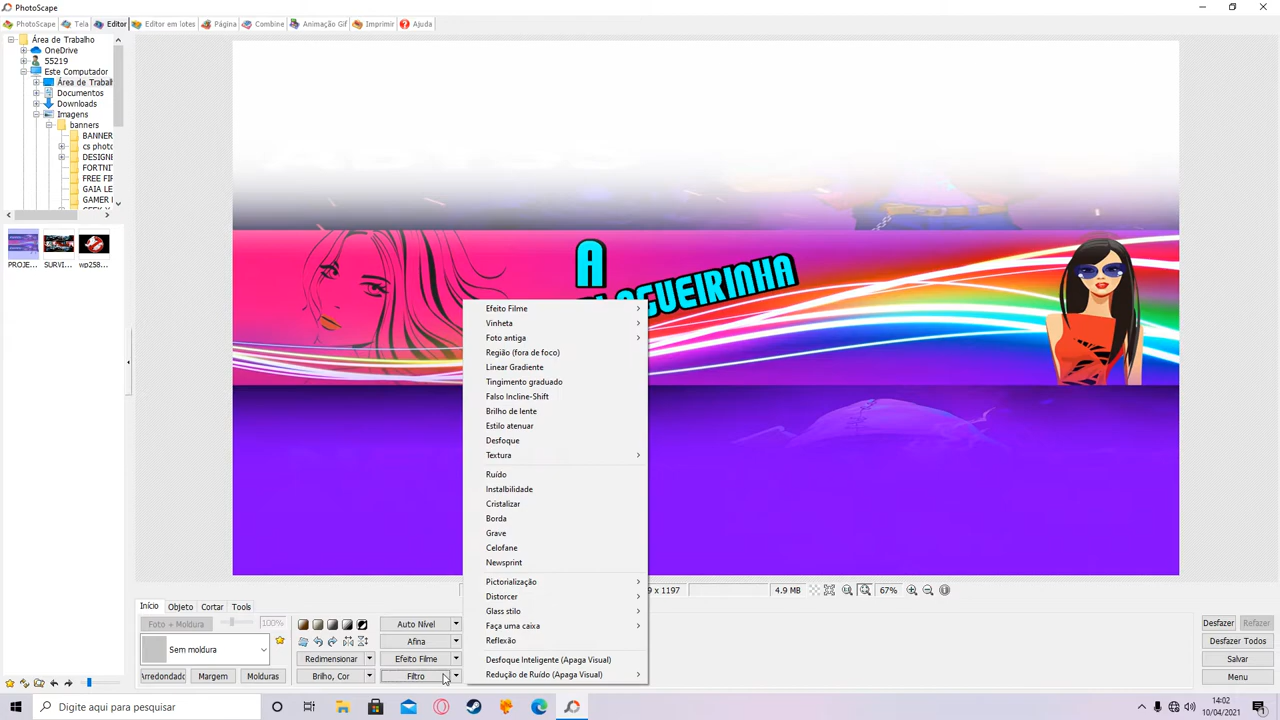 PhotoScape
PhotoScape Tela Editor Editor em lotes Página Combine Animação Gif Imprimir Ajuda
Área de Trabalho
OneDrive
55219
Este Computador
Área de Trabal
Documentos
Downloads
Imagens
banners
BANNER
cs photo
DESIGNE
FORTNIT
FREE FIR
GAIA LE
GAMER
PROJE... SURVI... wp258...
A
BLOGUEIRINHA
Efeito Filme
Vinheta
Foto antiga
Região (fora de foco)
Linear Gradiente
Tingimento graduado
Falso Incline-Shift
Brilho de lente
Estilo atenuar
Desfoque
Textura
Ruído
Instalbilidade
Cristalizar
Borda
Grave
Celofane
Newsprint
Pictorialização
Distorcer
Glass stilo
Faça uma caixa
Reflexão
Desfoque Inteligente (Apaga Visual)
Redução de Ruído (Apaga Visual)
9 x 1197 4.9 MB 67%
Início Objeto Cortar Tools
Foto + Moldura 100% Auto Nível Desfazer Refazer
Afina Desfazer Todos
Sem moldura
Redimensionar Efeito Filme Salvar
Arredondado Margem Molduras Brilho, Cor Filtro Menu
Digite aqui para pesquisar
14:02
10/04/2021